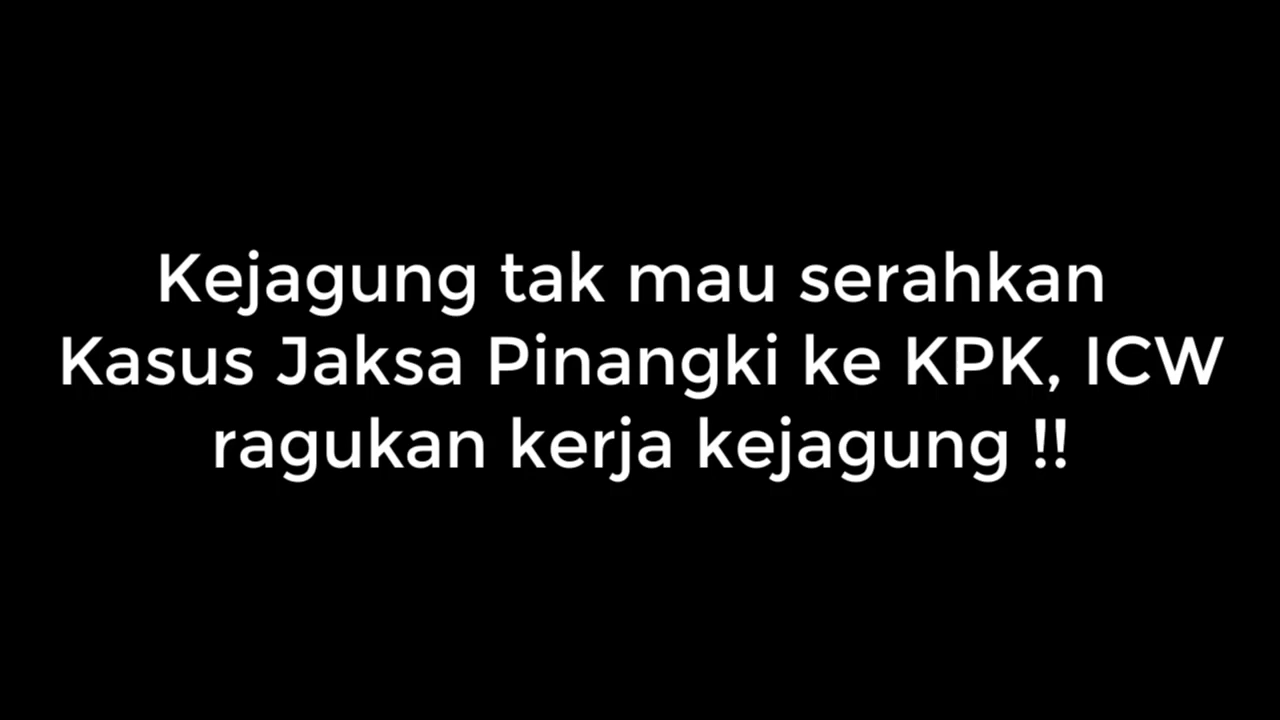 Kejagung tak mau serahkan
Kasus Jaksa Pinangki ke KPK, ICW
ragukan kerja kejagung !!